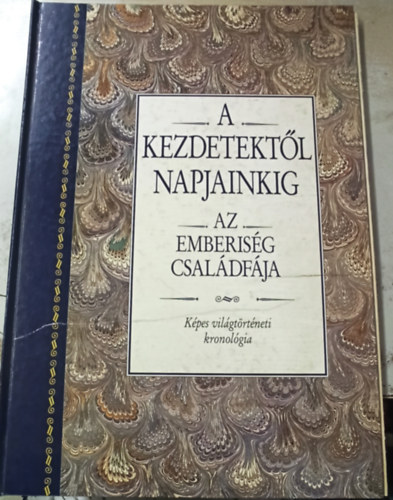 A
KEZDETEKTŐL
NAPJAINKIG
AZ
EMBERISÉG
CSALÁDFÁJA
Képes világtörténeti
kronológia